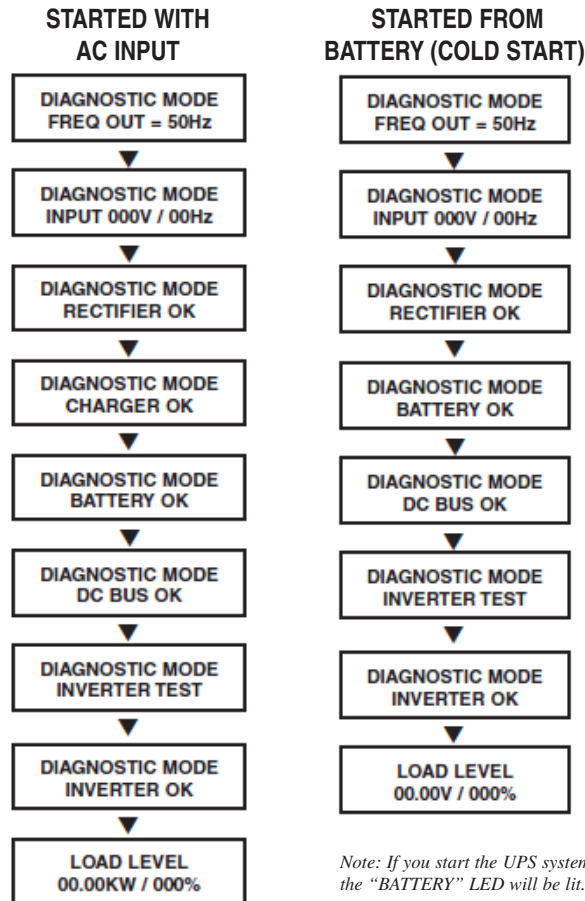 STARTED WITH
AC INPUT
DIAGNOSTIC MODE
FREQ OUT = 50Hz
DIAGNOSTIC MODE
INPUT 000V / 00Hz
DIAGNOSTIC MODE
RECTIFIER OK
DIAGNOSTIC MODE
CHARGER OK
DIAGNOSTIC MODE
BATTERY OK
DIAGNOSTIC MODE
DC BUS OK
DIAGNOSTIC MODE
INVERTER TEST
DIAGNOSTIC MODE
INVERTER OK
LOAD LEVEL
00.00KW / 000%
STARTED FROM
BATTERY (COLD START)
DIAGNOSTIC MODE
FREQ OUT = 50Hz
DIAGNOSTIC MODE
INPUT 000V / 00Hz
DIAGNOSTIC MODE
RECTIFIER OK
DIAGNOSTIC MODE
BATTERY OK
DIAGNOSTIC MODE
DC BUS OK
DIAGNOSTIC MODE
INVERTER TEST
DIAGNOSTIC MODE
INVERTER OK
LOAD LEVEL
00.00V / 000%
Note: If you start the UPS system
the “BATTERY” LED will be lit.